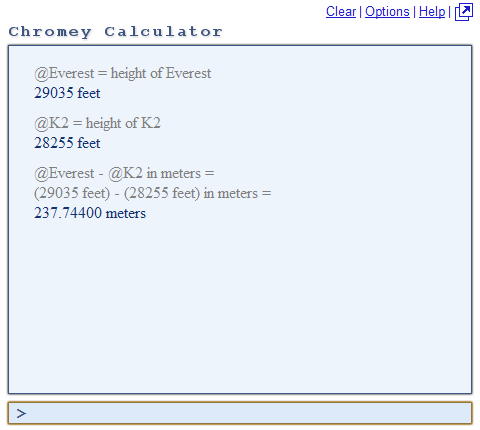 Clear | Options | Help |
Chromey Calculator
@Everest = height of Everest
29035 feet
@K2 = height of K2
28255 feet
@Everest - @K2 in meters =
(29035 feet) - (28255 feet) in meters =
237.74400 meters
>